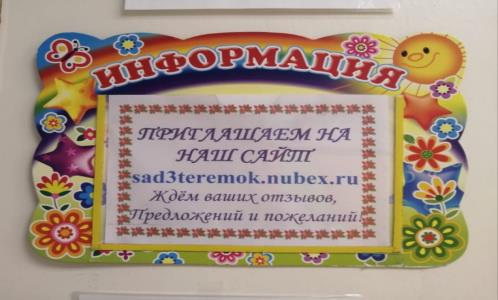 ИНФОРМАЦИЯ
ПРИГЛАШАЕМ НА
НАШ САЙТ
sad3teremok.nubex.ru
Ждём ваших отзывов,
Предложений и пожеланий!